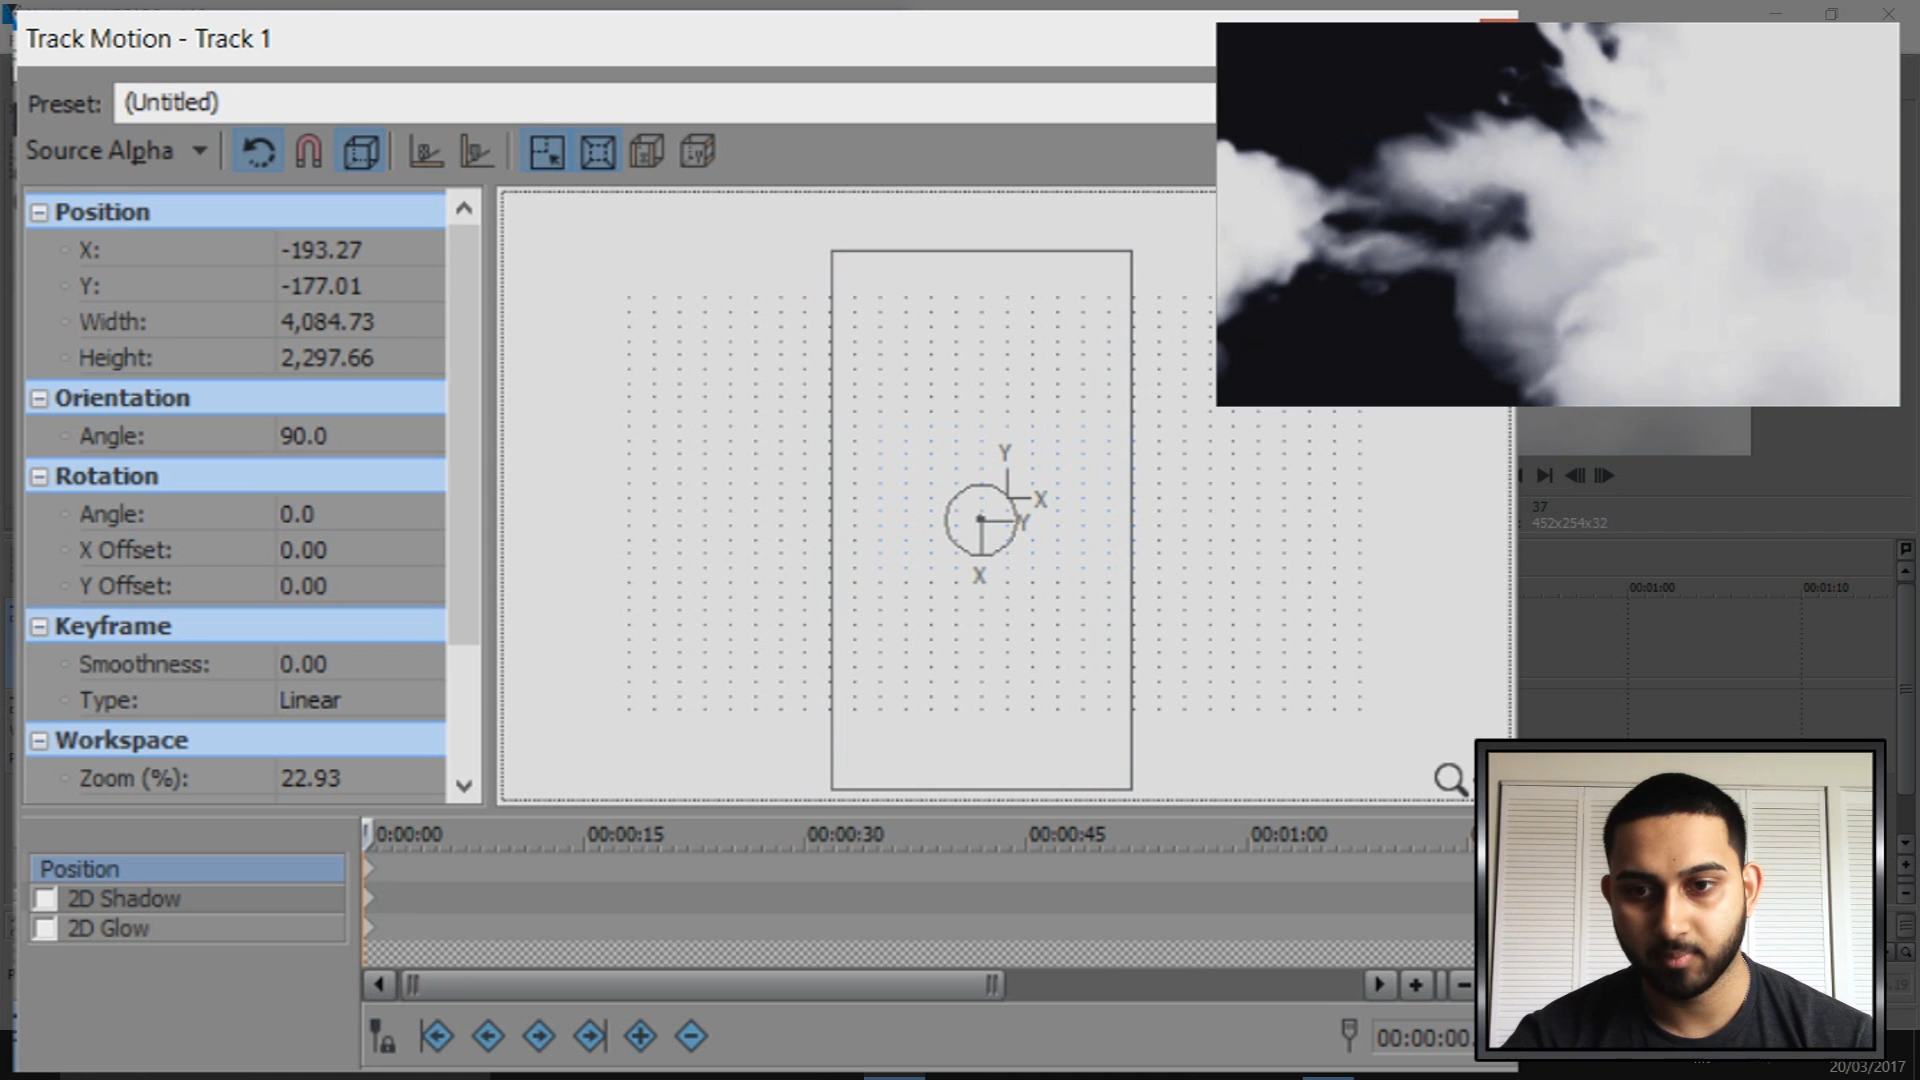 Track Motion - Track 1
Preset: (Untitled)
Source Alpha
Position
X: -193.27
Y: -177.01
Width: 4,084.73
Height: 2,297.66
Orientation
Angle: 90.0
Rotation
Angle: 0.0
X Offset: 0.00
Y Offset: 0.00
Keyframe
Smoothness: 0.00
Type: Linear
Workspace
Zoom (%): 22.93
Y
X
Y
X
37
452x254x32
00:01:00 00:01:10
0:00:00 00:00:15 00:00:30 00:00:45 00:01:00
Position
2D Shadow
2D Glow
00:00:00
20/03/2017